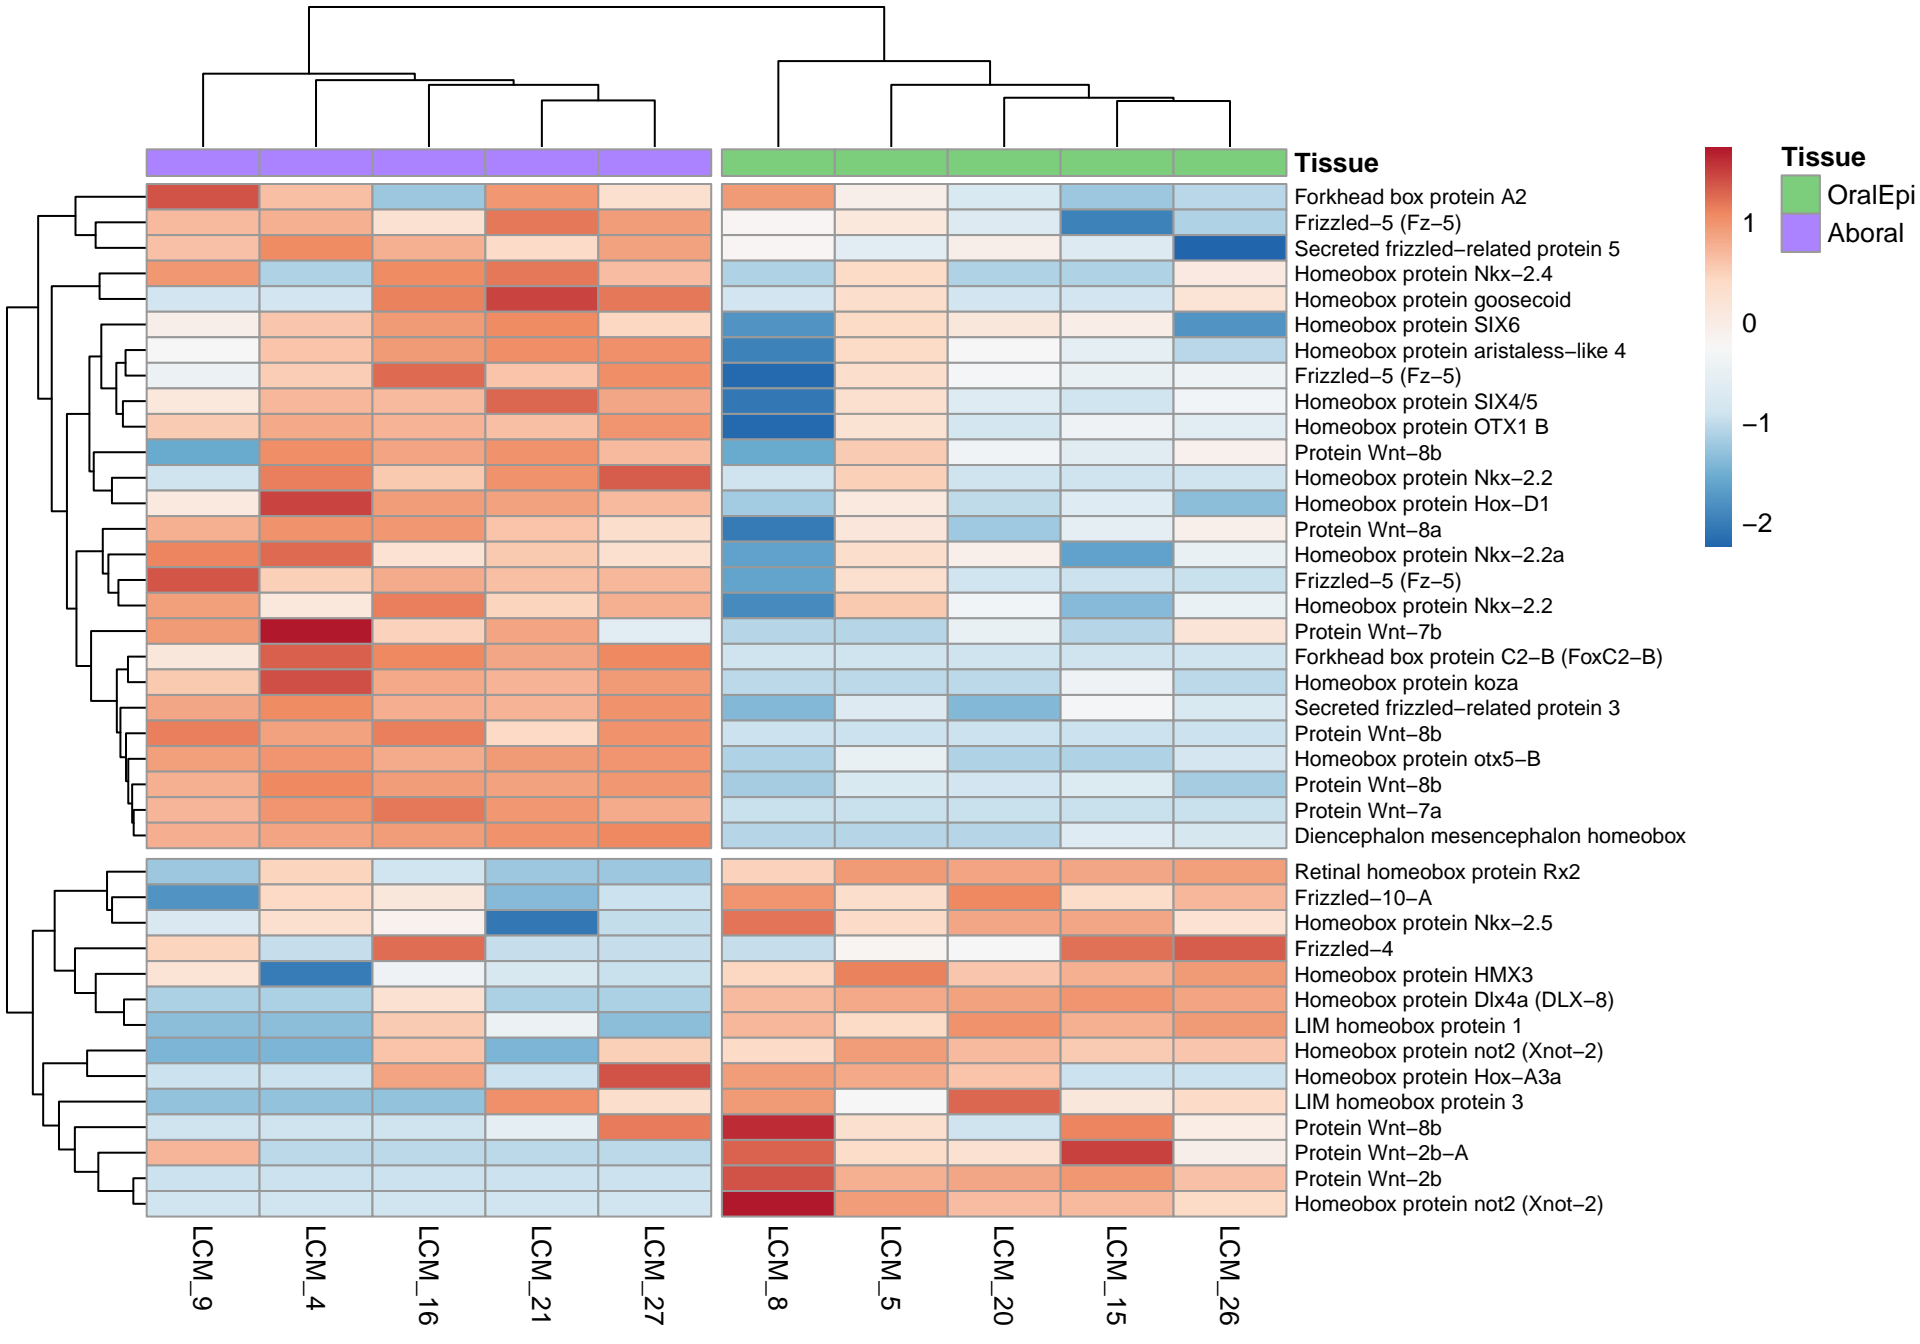 Tissue
Forkhead box protein A2
Frizzled−5 (Fz−5)
Secreted frizzled−related protein 5
Homeobox protein Nkx−2.4
Homeobox protein goosecoid
Homeobox protein SIX6
Homeobox protein aristaless−like 4
Frizzled−5 (Fz−5)
Homeobox protein SIX4/5
Homeobox protein OTX1 B
Protein Wnt−8b
Homeobox protein Nkx−2.2
Homeobox protein Hox−D1
Protein Wnt−8a
Homeobox protein Nkx−2.2a
Frizzled−5 (Fz−5)
Homeobox protein Nkx−2.2
Protein Wnt−7b
Forkhead box protein C2−B (FoxC2−B)
Homeobox protein koza
Secreted frizzled−related protein 3
Protein Wnt−8b
Homeobox protein otx5−B
Protein Wnt−8b
Protein Wnt−7a
Diencephalon mesencephalon homeobox
Retinal homeobox protein Rx2
Frizzled−10−A
Homeobox protein Nkx−2.5
Frizzled−4
Homeobox protein HMX3
Homeobox protein Dlx4a (DLX−8)
LIM homeobox protein 1
Homeobox protein not2 (Xnot−2)
Homeobox protein Hox−A3a
LIM homeobox protein 3
Protein Wnt−8b
Protein Wnt−2b−A
Protein Wnt−2b
Homeobox protein not2 (Xnot−2)
LCM_9
LCM_4
LCM_16
LCM_21
LCM_27
LCM_8
LCM_5
LCM_20
LCM_15
LCM_26
1
0
−1
−2
Tissue
OralEpi
Aboral